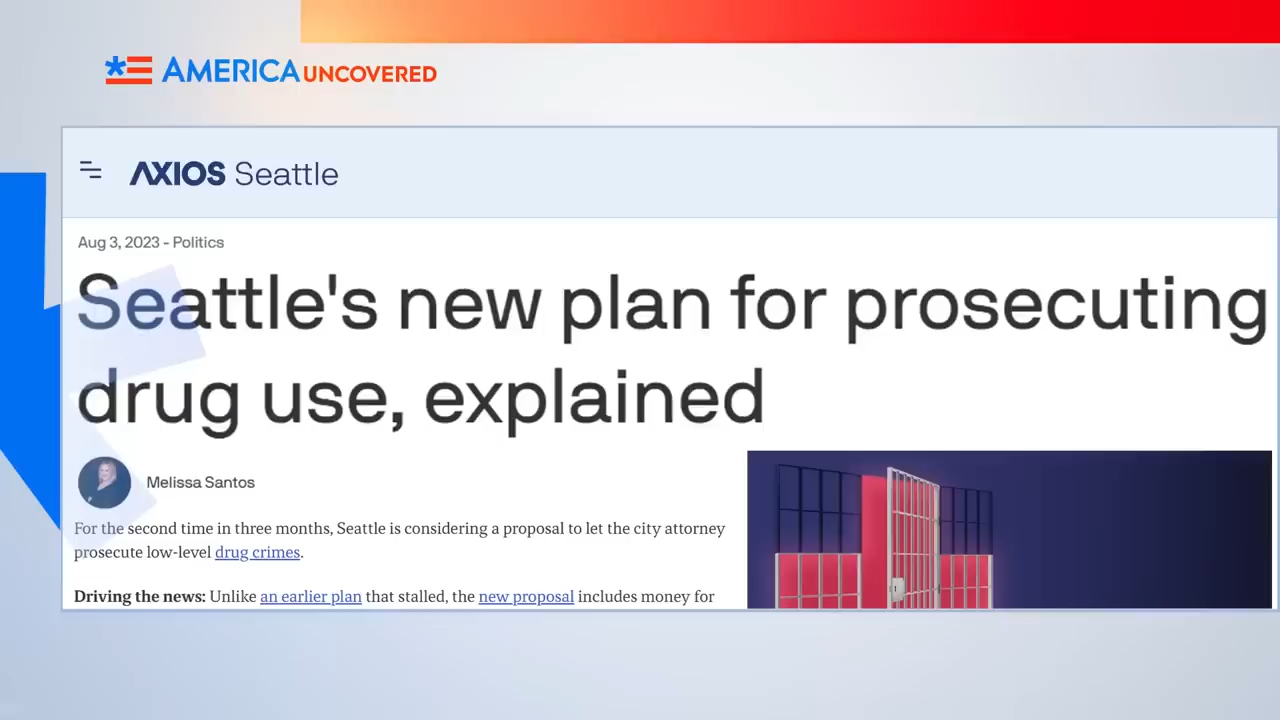 AMERICA UNCOVERED
AXIOS Seattle
Aug 3, 2023 - Politics
Seattle's new plan for prosecuting
drug use, explained
Melissa Santos
For the second time in three months, Seattle is considering a proposal to let the city attorney
prosecute low-level drug crimes.
Driving the news: Unlike an earlier plan that stalled, the new proposal includes money for